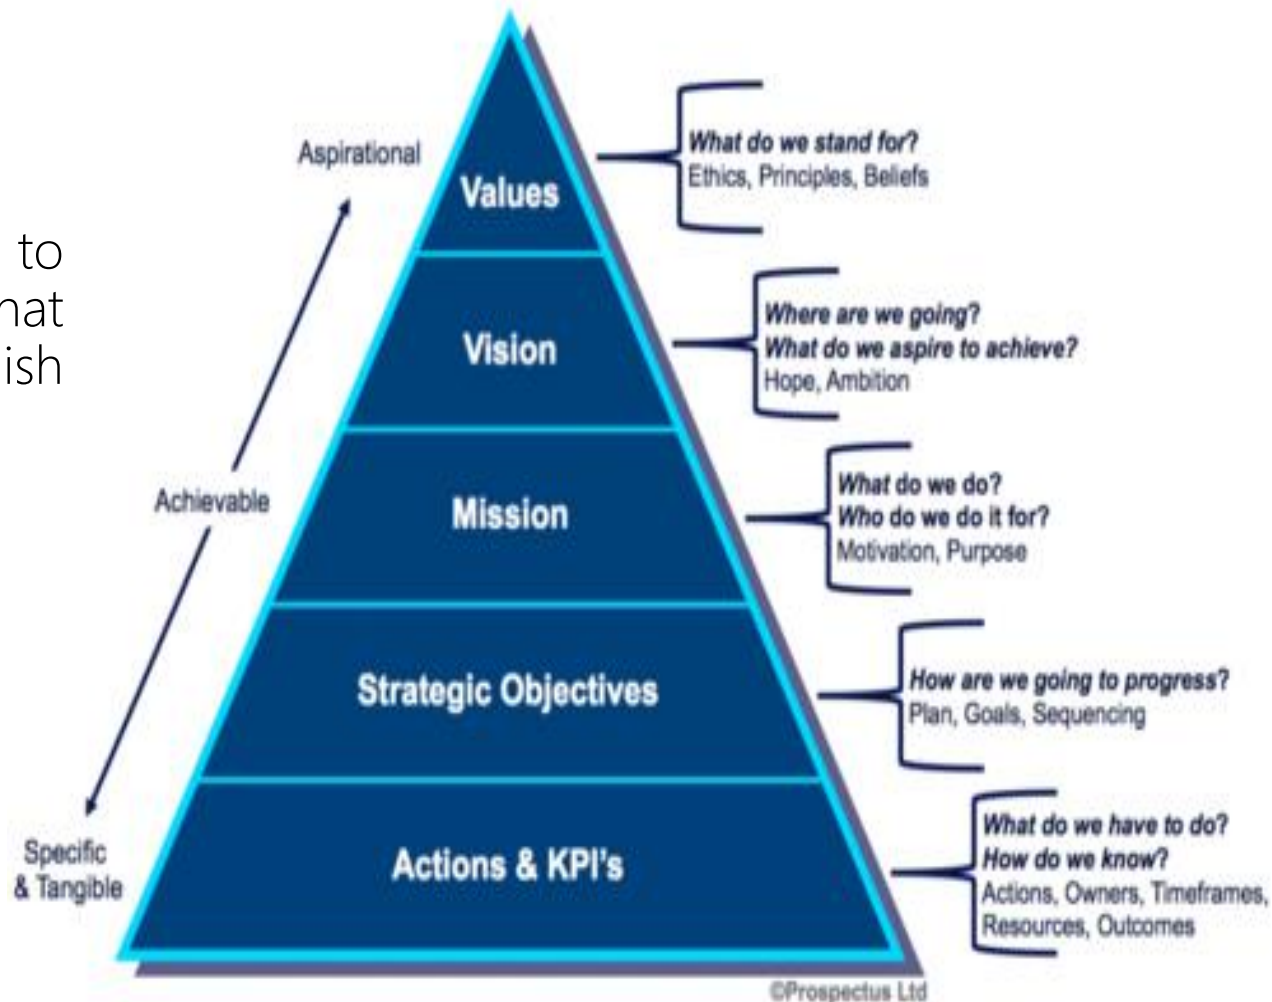 to
hat
ish
Aspirational
Achievable
Specific
& Tangible
Values
Vision
Mission
Strategic Objectives
Actions & KPI's
What do we stand for?
Ethics, Principles, Beliefs
Where are we going?
What do we aspire to achieve?
Hope, Ambition
What do we do?
Who do we do it for?
Motivation, Purpose
How are we going to progress?
Plan, Goals, Sequencing
What do we have to do?
How do we know?
Actions, Owners, Timeframes,
Resources, Outcomes
©Prospectus Ltd